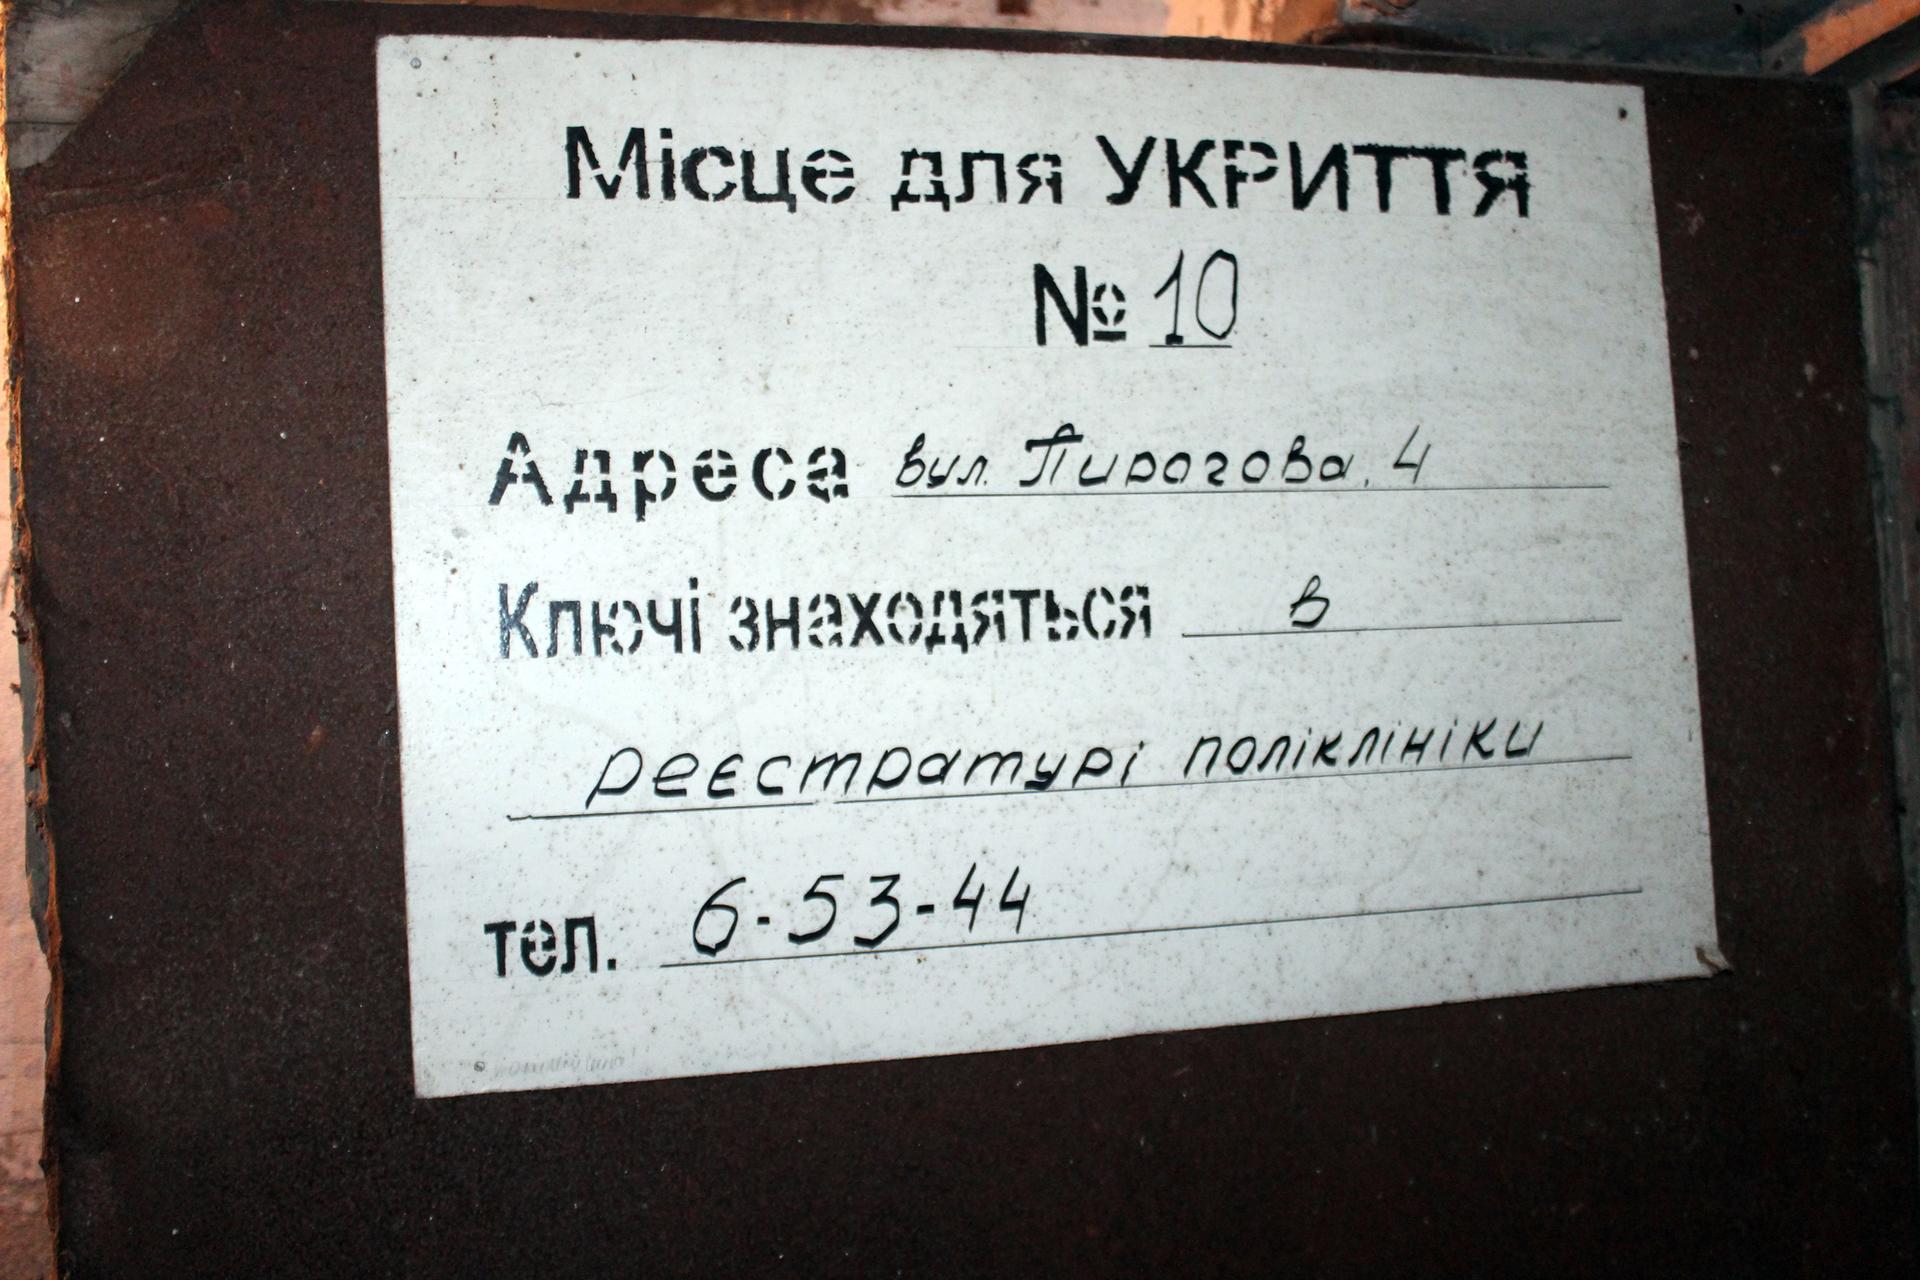 Місце для УКРИТТЯ
№ 10
Адреса вул. Пирогова, 4
Ключі знаходяться в
реєстратурі поліклініки
тел. 6-53-44